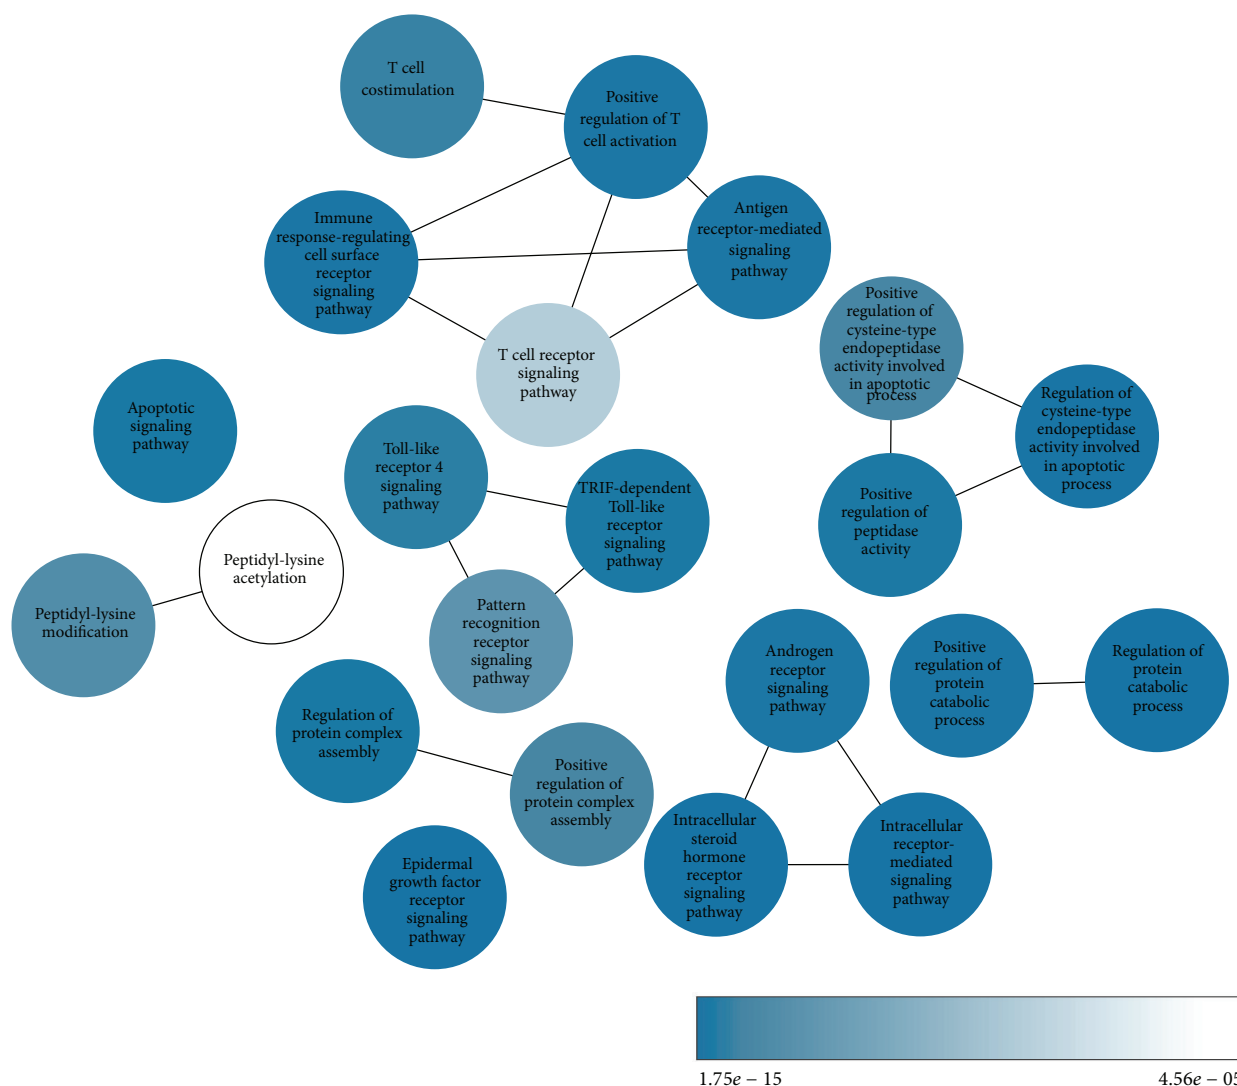 T cell
costimulation
Positive
regulation of T
cell activation
Immune
response-regulating
cell surface
receptor
signaling
pathway
Antigen
receptor-mediated
signaling
pathway
T cell receptor
signaling
pathway
Positive
regulation of
cysteine-type
endopeptidase
activity involved
in apoptotic
process
Regulation of
cysteine-type
endopeptidase
activity involved
in apoptotic
process
Positive
regulation of
peptidase
activity
Apoptotic
signaling
pathway
Toll-like
receptor 4
signaling
pathway
TRIF-dependent
Toll-like
receptor
signaling
pathway
Pattern
recognition
receptor
signaling
pathway
Peptidyl-lysine
acetylation
Peptidyl-lysine
modification
Regulation of
protein complex
assembly
Positive
regulation of
protein complex
assembly
Androgen
receptor
signaling
pathway
Positive
regulation of
protein
catabolic
process
Regulation of
protein
catabolic
process
Intracellular
steroid
hormone
receptor
signaling
pathway
Intracellular
receptor-
mediated
signaling
pathway
Epidermal
growth factor
receptor
signaling
pathway
1.75e − 15
4.56e − 05